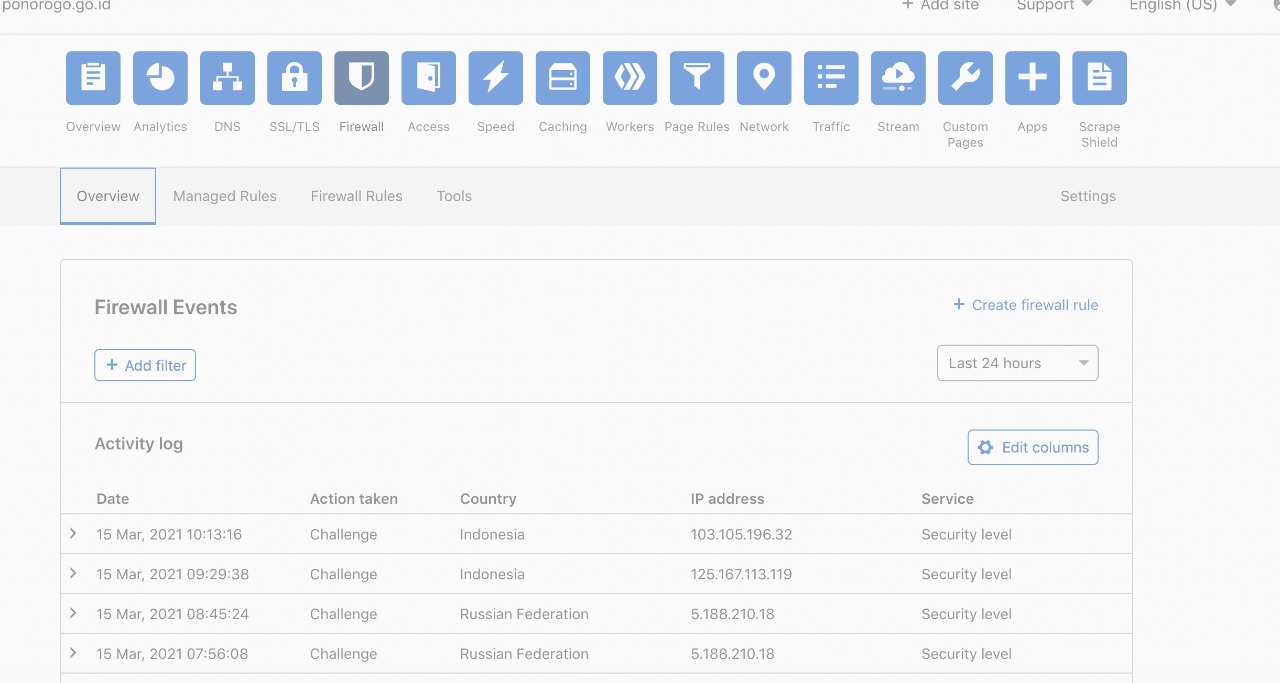 ponorogo.go.id + Add site Support English (US)
Overview Analytics DNS SSL/TLS Firewall Access Speed Caching Workers Page Rules Network Traffic Stream Custom Pages Apps Scrape Shield
Overview Managed Rules Firewall Rules Tools Settings
Firewall Events + Create firewall rule
+ Add filter Last 24 hours
Activity log Edit columns
Date Action taken Country IP address Service
15 Mar, 2021 10:13:16 Challenge Indonesia 103.105.196.32 Security level
15 Mar, 2021 09:29:38 Challenge Indonesia 125.167.113.119 Security level
15 Mar, 2021 08:45:24 Challenge Russian Federation 5.188.210.18 Security level
15 Mar, 2021 07:56:08 Challenge Russian Federation 5.188.210.18 Security level